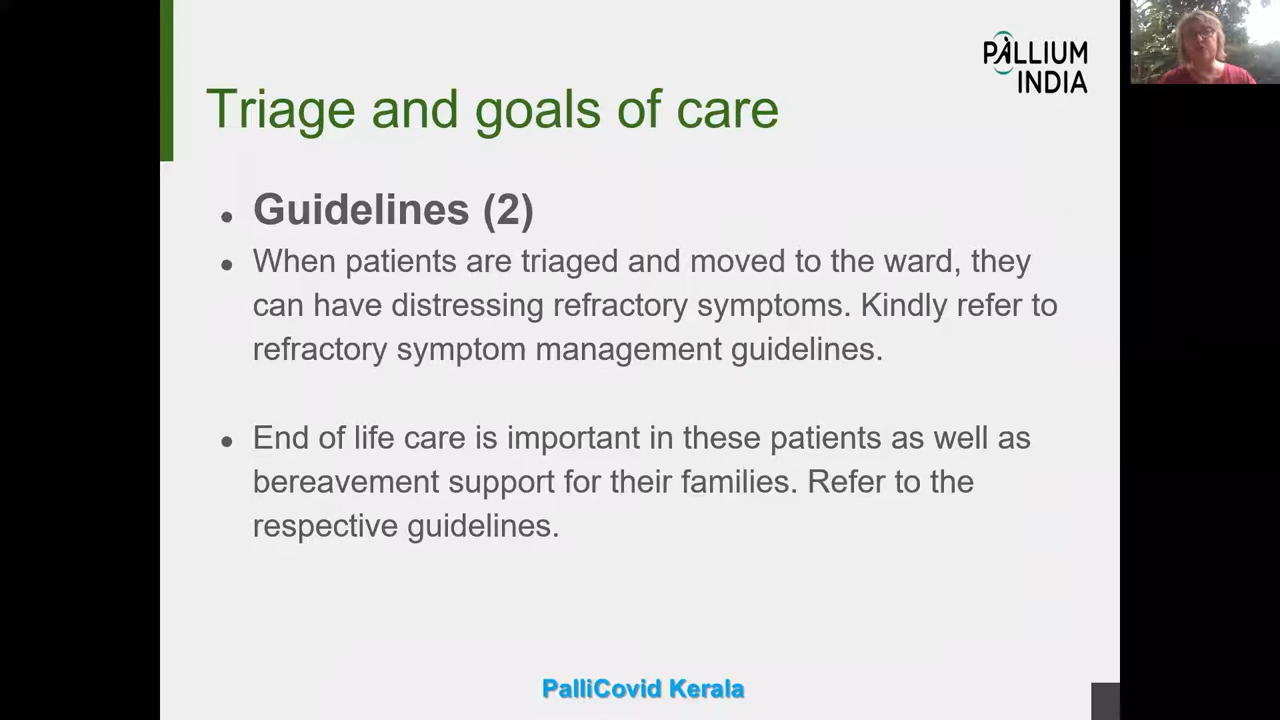 PALLIUM
INDIA
Triage and goals of care
• Guidelines (2)
• When patients are triaged and moved to the ward, they
can have distressing refractory symptoms. Kindly refer to
refractory symptom management guidelines.
• End of life care is important in these patients as well as
bereavement support for their families. Refer to the
respective guidelines.
PalliCovid Kerala